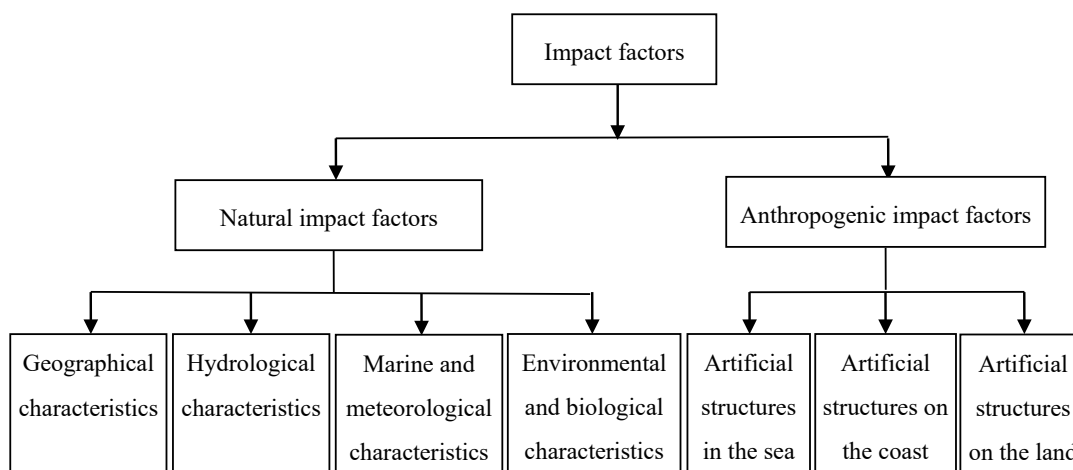 Impact factors
Natural impact factors
Anthropogenic impact factors
Geographical
characteristics
Hydrological
characteristics
Marine and
meteorological
characteristics
Environmental
and biological
characteristics
Artificial
structures
in the sea
Artificial
structures on
the coast
Artificial
structures
on the land